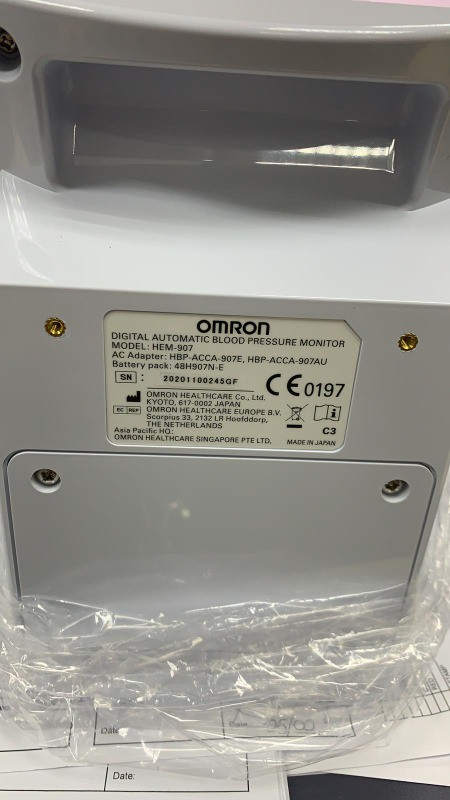 OMRON
DIGITAL AUTOMATIC BLOOD PRESSURE MONITOR
MODEL: HEM-907
AC Adapter: HBP-ACCA-907E, HBP-ACCA-907AU
Battery pack: 48H907N-E
SN : 20201100245GF
CE 0197
OMRON HEALTHCARE Co., Ltd.
KYOTO, 617-0002 JAPAN
EC REP OMRON HEALTHCARE EUROPE B.V.
Scorpius 33, 2132 LR Hoofddorp,
THE NETHERLANDS
C3
Asia Pacific HQ:
OMRON HEALTHCARE SINGAPORE PTE LTD.
MADE IN JAPAN
Date: